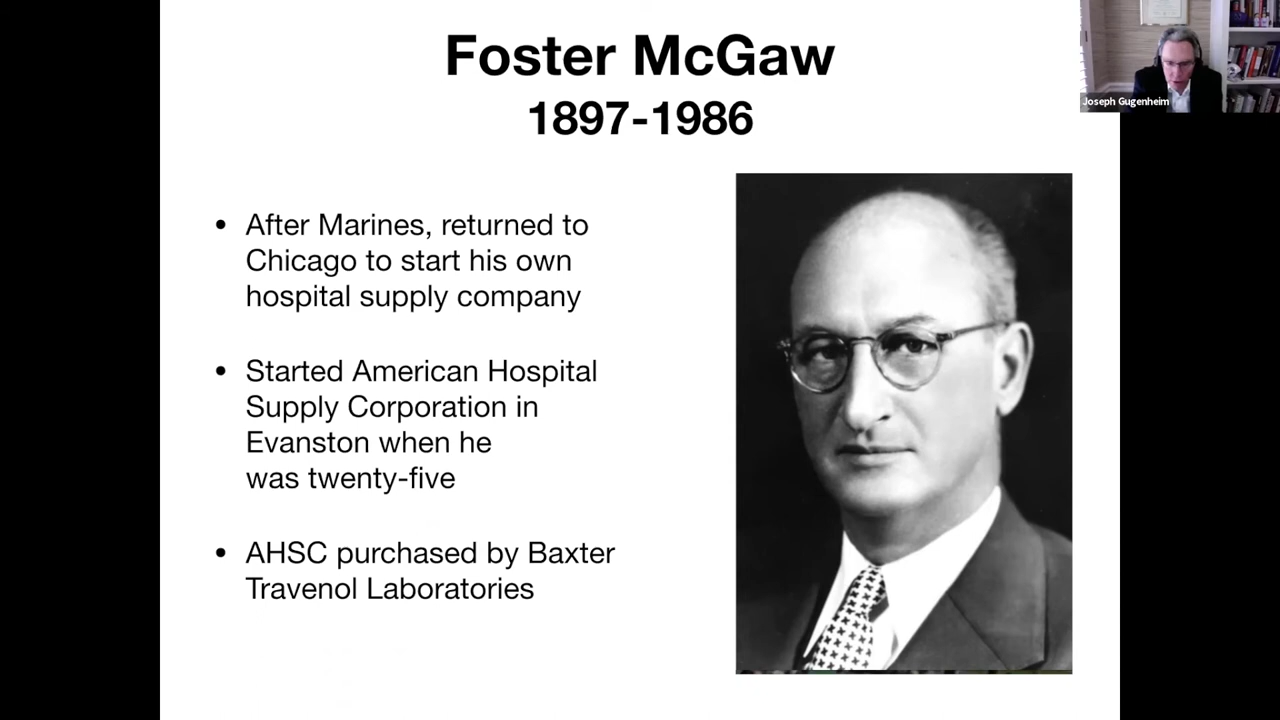 Foster McGaw
1897-1986
Joseph Gugenheim
• After Marines, returned to
Chicago to start his own
hospital supply company
• Started American Hospital
Supply Corporation in
Evanston when he
was twenty-five
• AHSC purchased by Baxter
Travenol Laboratories